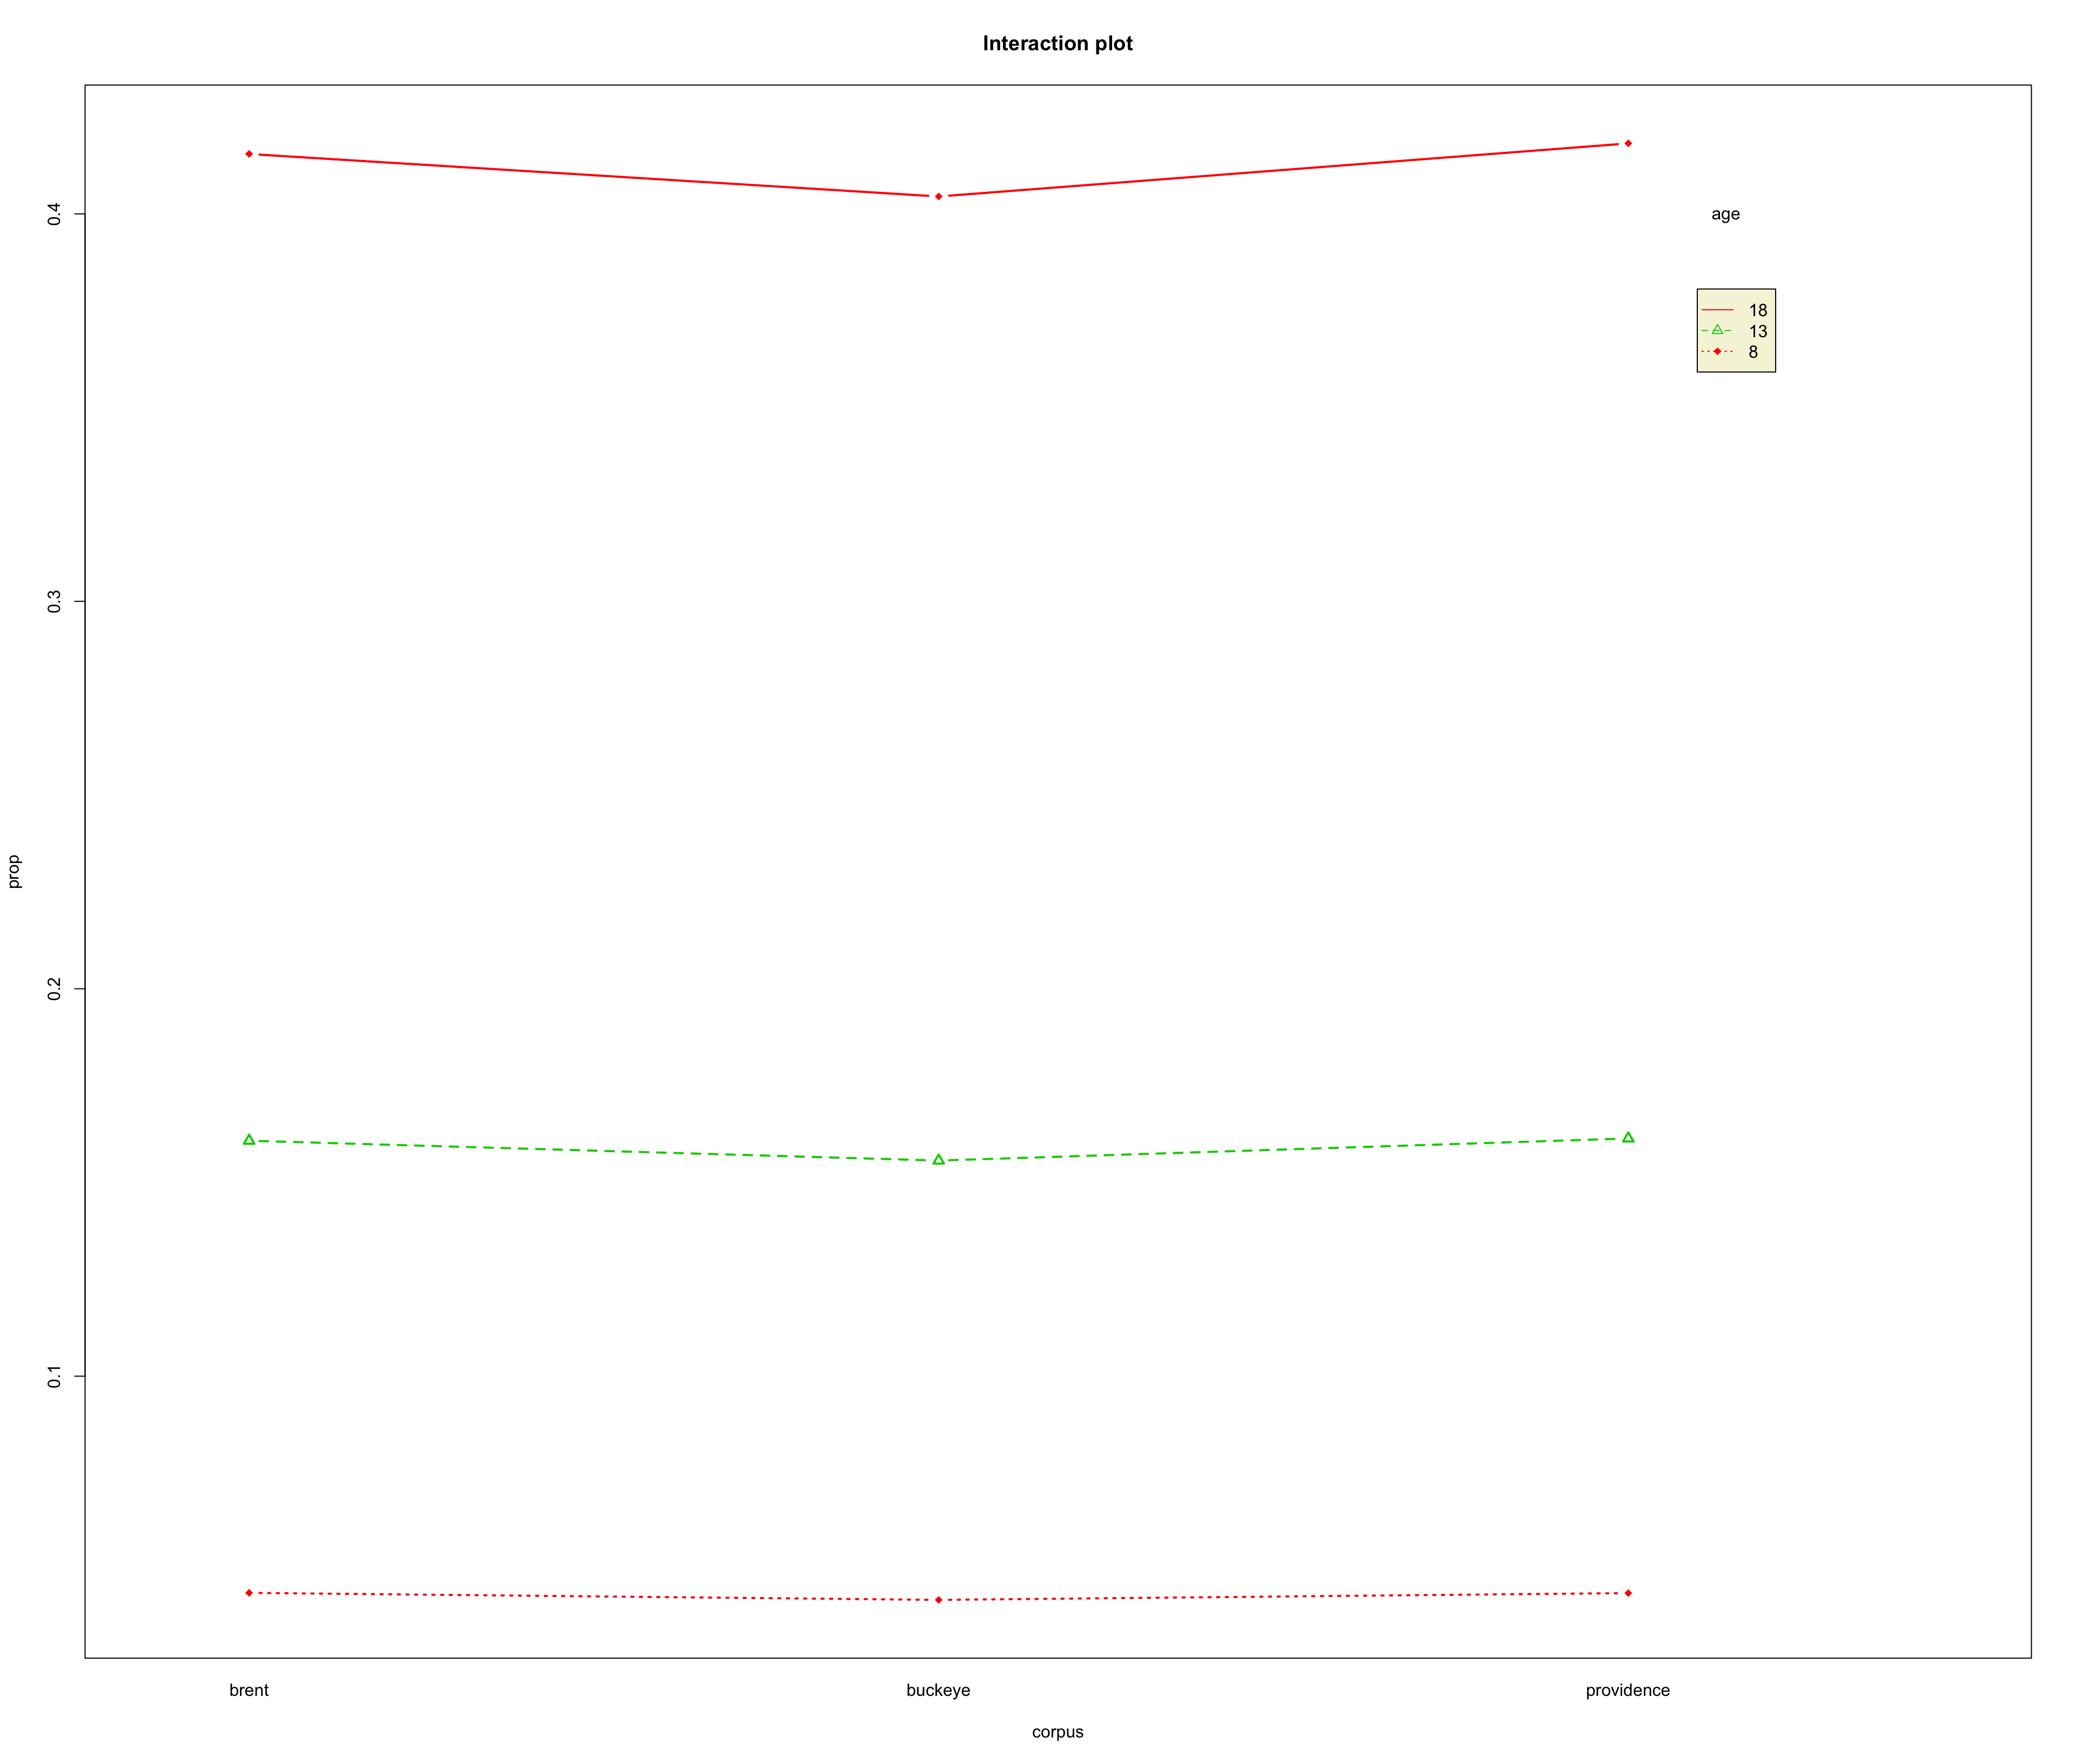 Interaction plot
0.4
age
18
13
8
0.3
prop
0.2
0.1
brent
buckeye
providence
corpus